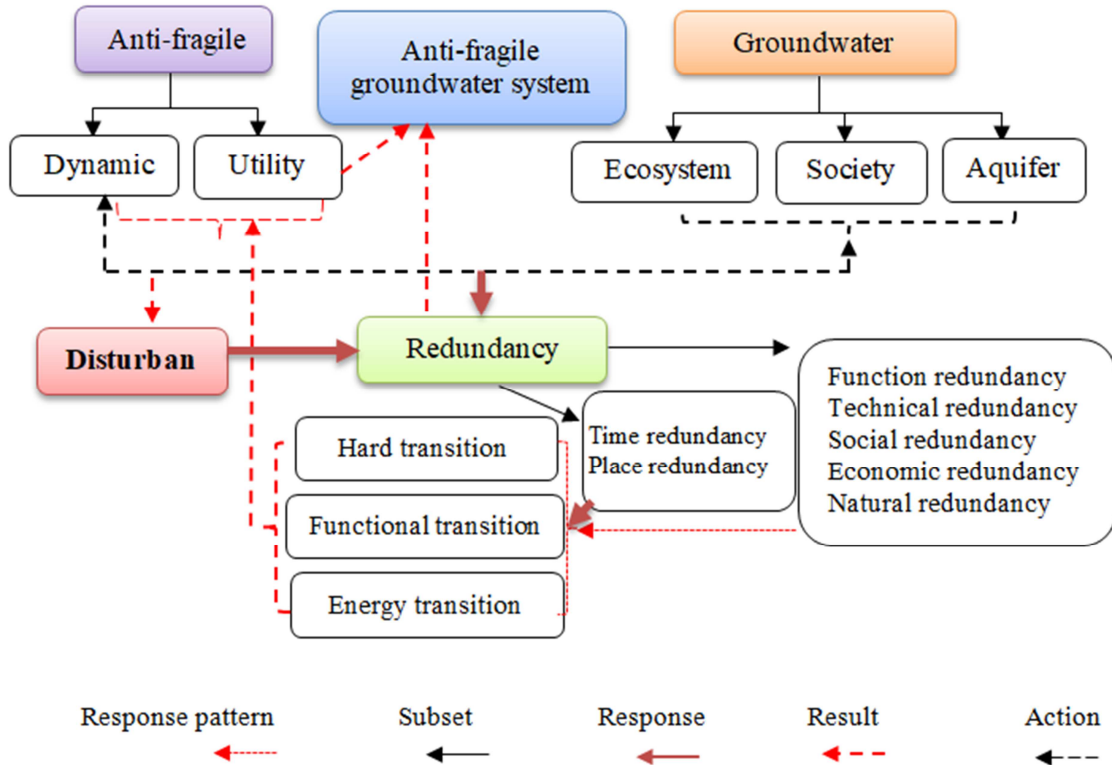 Anti-fragile
Anti-fragile
groundwater system
Groundwater
Dynamic
Utility
Ecosystem
Society
Aquifer
Disturban
Redundancy
Function redundancy
Technical redundancy
Social redundancy
Economic redundancy
Natural redundancy
Time redundancy
Place redundancy
Hard transition
Functional transition
Energy transition
Response pattern
Subset
Response
Result
Action